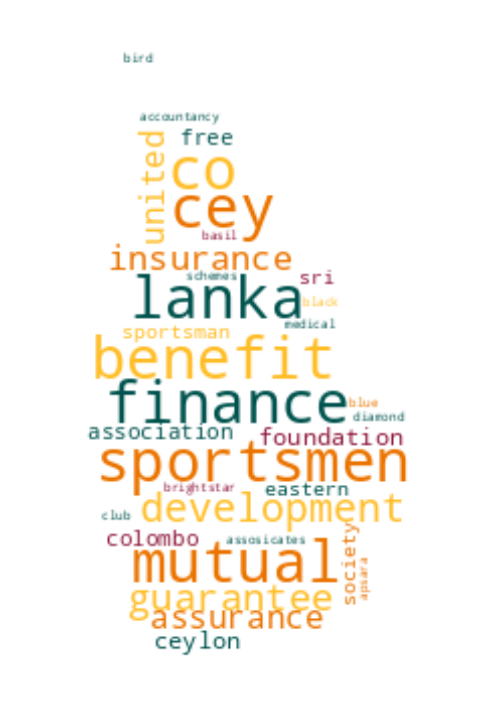 bird
accountancy
united
free
co
cey
basil
insurance
schemes
sri
lanka
black
medical
sportsman
benefit
finance
blue
diamond
association
foundation
sportsmen
brightstar
eastern
club
development
colombo
assosicates
society
mutual
apsara
guarantee
assurance
ceylon